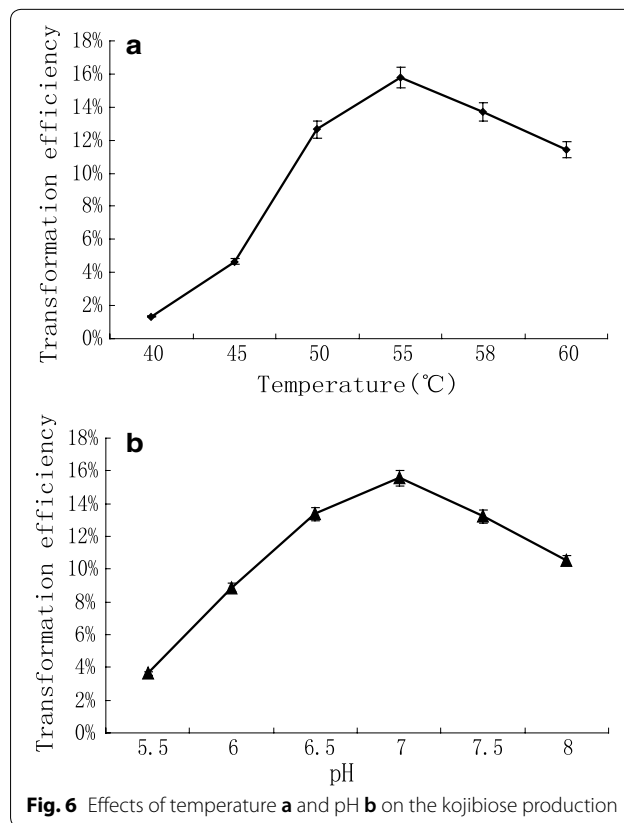 a
18%
16%
14%
12%
10%
8%
6%
4%
2%
0%
Transformation efficiency
40 45 50 55 58 60
Temperature(℃)
b
18%
16%
14%
12%
10%
8%
6%
4%
2%
0%
Transformation efficiency
5.5 6 6.5 7 7.5 8
pH
Fig. 6 Effects of temperature a and pH b on the kojibiose production